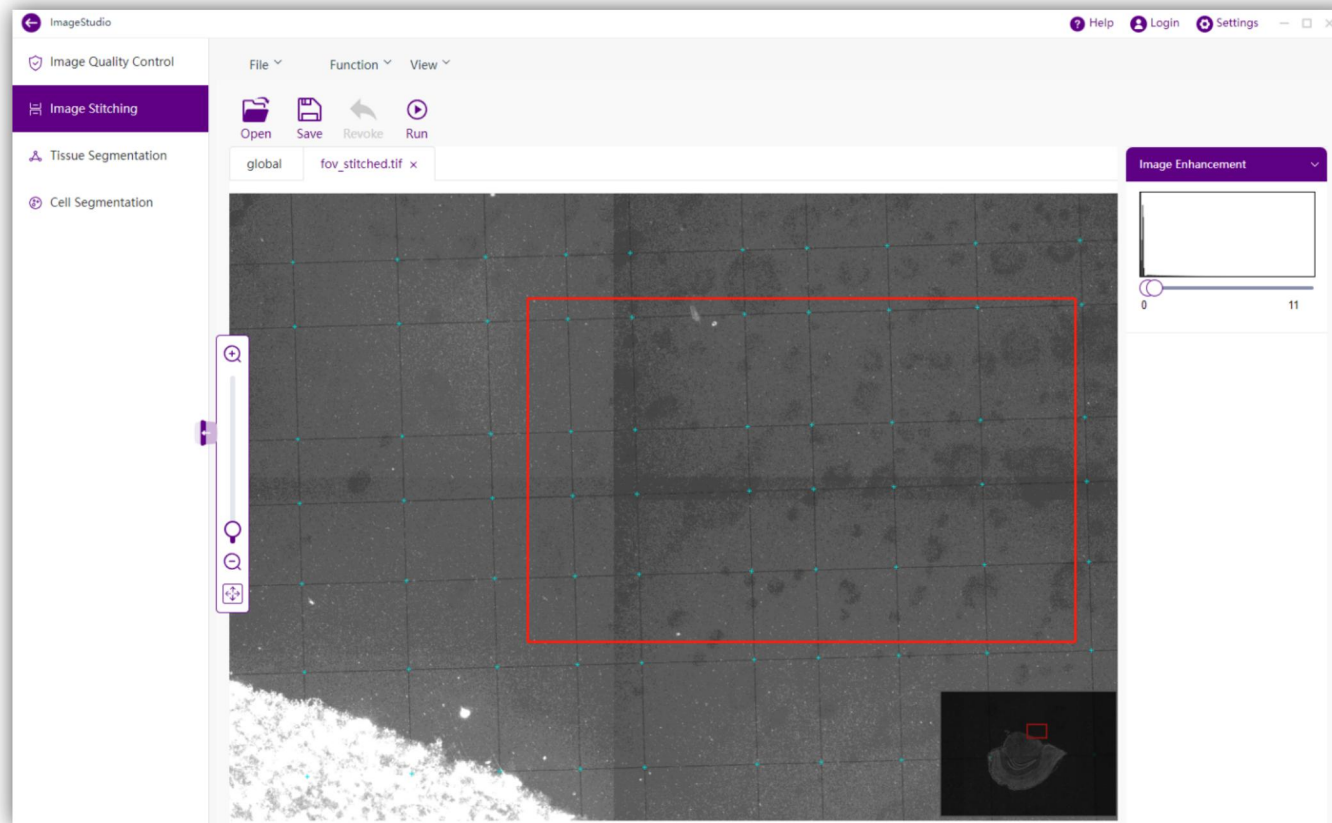 ImageStudio
Help Login Settings
Image Quality Control
File Function View
Image Stitching
Open Save Revoke Run
Tissue Segmentation
global fov_stitched.tif ×
Image Enhancement
Cell Segmentation
0 11